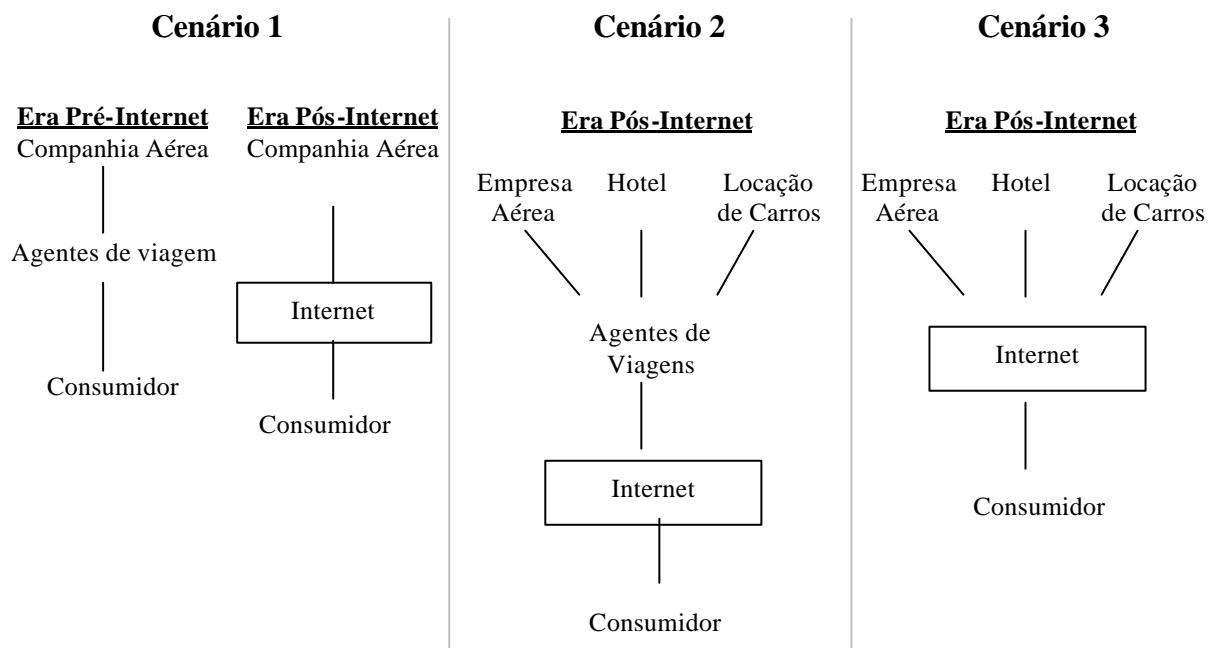 Cenário 1
Era Pré-Internet
Companhia Aérea
Agentes de viagem
Consumidor
Era Pós-Internet
Companhia Aérea
Internet
Consumidor
Cenário 2
Era Pós-Internet
Empresa
Aérea
Hotel
Locação
de Carros
Agentes de
Viagens
Internet
Consumidor
Cenário 3
Era Pós-Internet
Empresa
Aérea
Hotel
Locação
de Carros
Internet
Consumidor